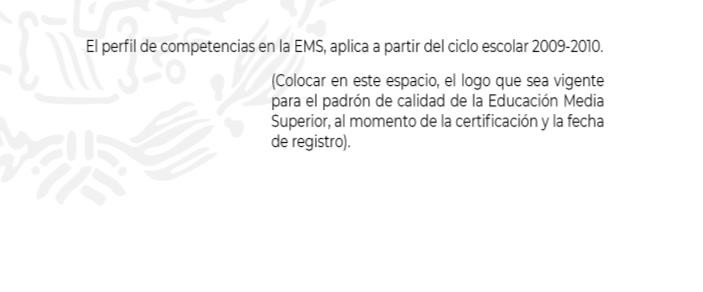 El perfil de competencias en la EMS, aplica a partir del ciclo escolar 2009-2010.
(Colocar en este espacio, el logo que sea vigente
para el padrón de calidad de la Educación Media
Superior, al momento de la certificación y la fecha
de registro).